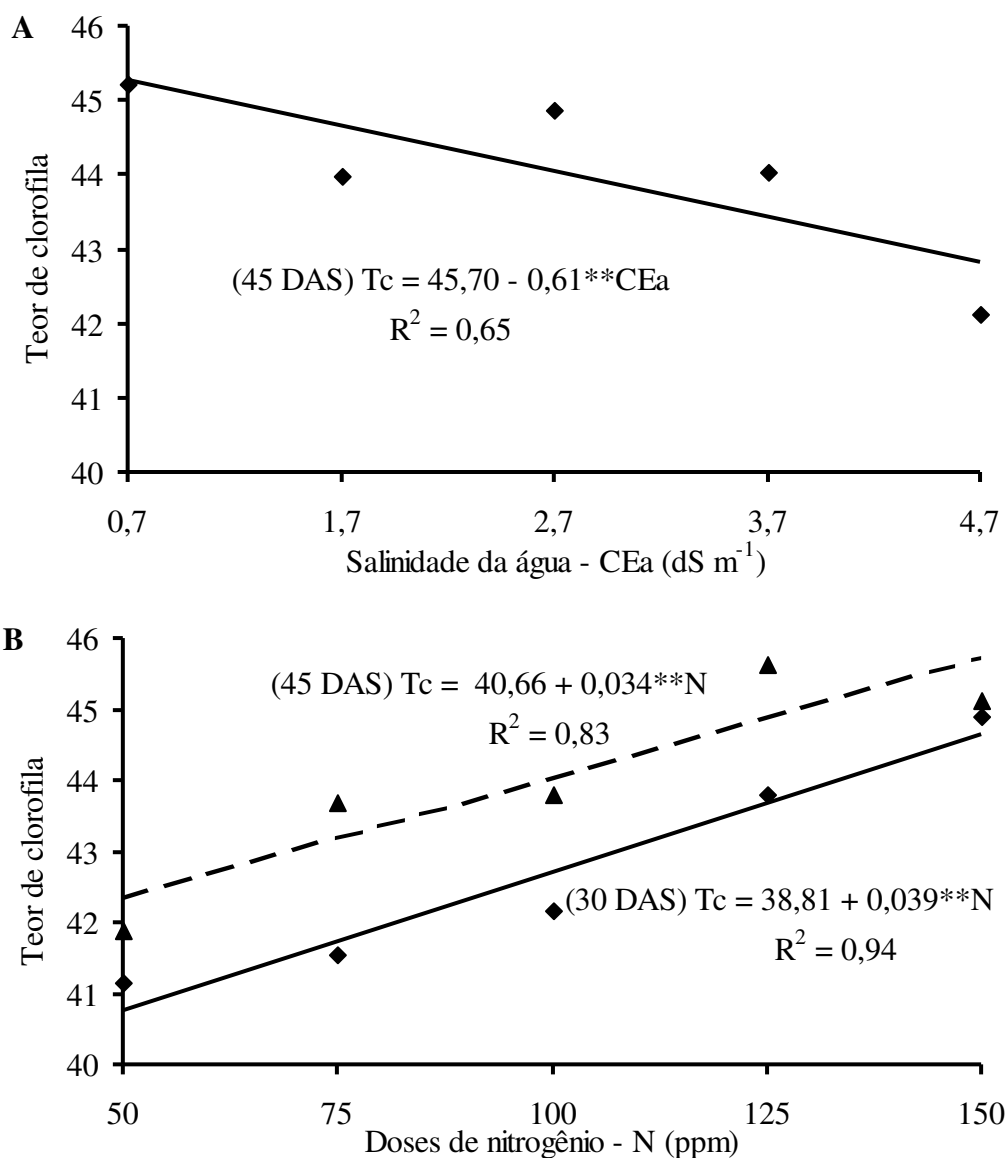 A
46
45
44
43
42
41
40
Teor de clorofila
(45 DAS) Tc = 45,70 - 0,61**CEa
R² = 0,65
0,7 1,7 2,7 3,7 4,7
Salinidade da água - CEa (dS m⁻¹)
B
46
45
44
43
42
41
40
Teor de clorofila
(45 DAS) Tc = 40,66 + 0,034**N
R² = 0,83
(30 DAS) Tc = 38,81 + 0,039**N
R² = 0,94
50 75 100 125 150
Doses de nitrogênio - N (ppm)